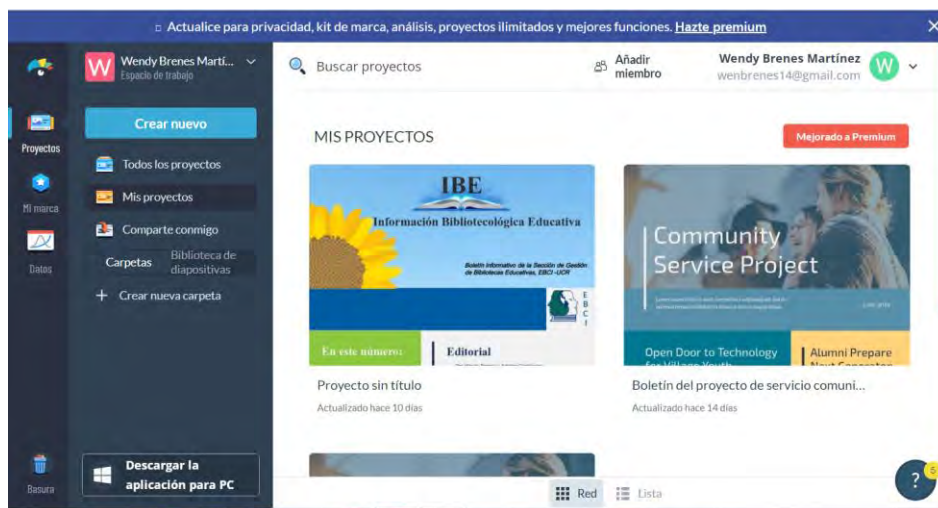 Actualice para privacidad, kit de marca, análisis, proyectos ilimitados y mejores funciones. Hazte premium
W
Wendy Brenes Martí...
Espacio de trabajo
Buscar proyectos
Añadir
miembro
Wendy Brenes Martínez
wenbrenes14@gmail.com
W
Proyectos
Mi marca
Datos
Basura
Crear nuevo
Todos los proyectos
Mis proyectos
Comparte conmigo
Carpetas
Biblioteca de
diapositivas
+ Crear nueva carpeta
Descargar la
aplicación para PC
MIS PROYECTOS
Mejorado a Premium
IBE
Información Bibliotecológica Educativa
Boletín informativo de la Sección de Gestión
de Bibliotecas Educativas, EBCI -UCR
E
B
C
I
En este número:
Editorial
Proyecto sin título
Actualizado hace 10 días
Community
Service Project
Open Door to Technology
for Village Youth
Alumni Prepare
Boletín del proyecto de servicio comuni...
Actualizado hace 14 días
Red
Lista
?
5